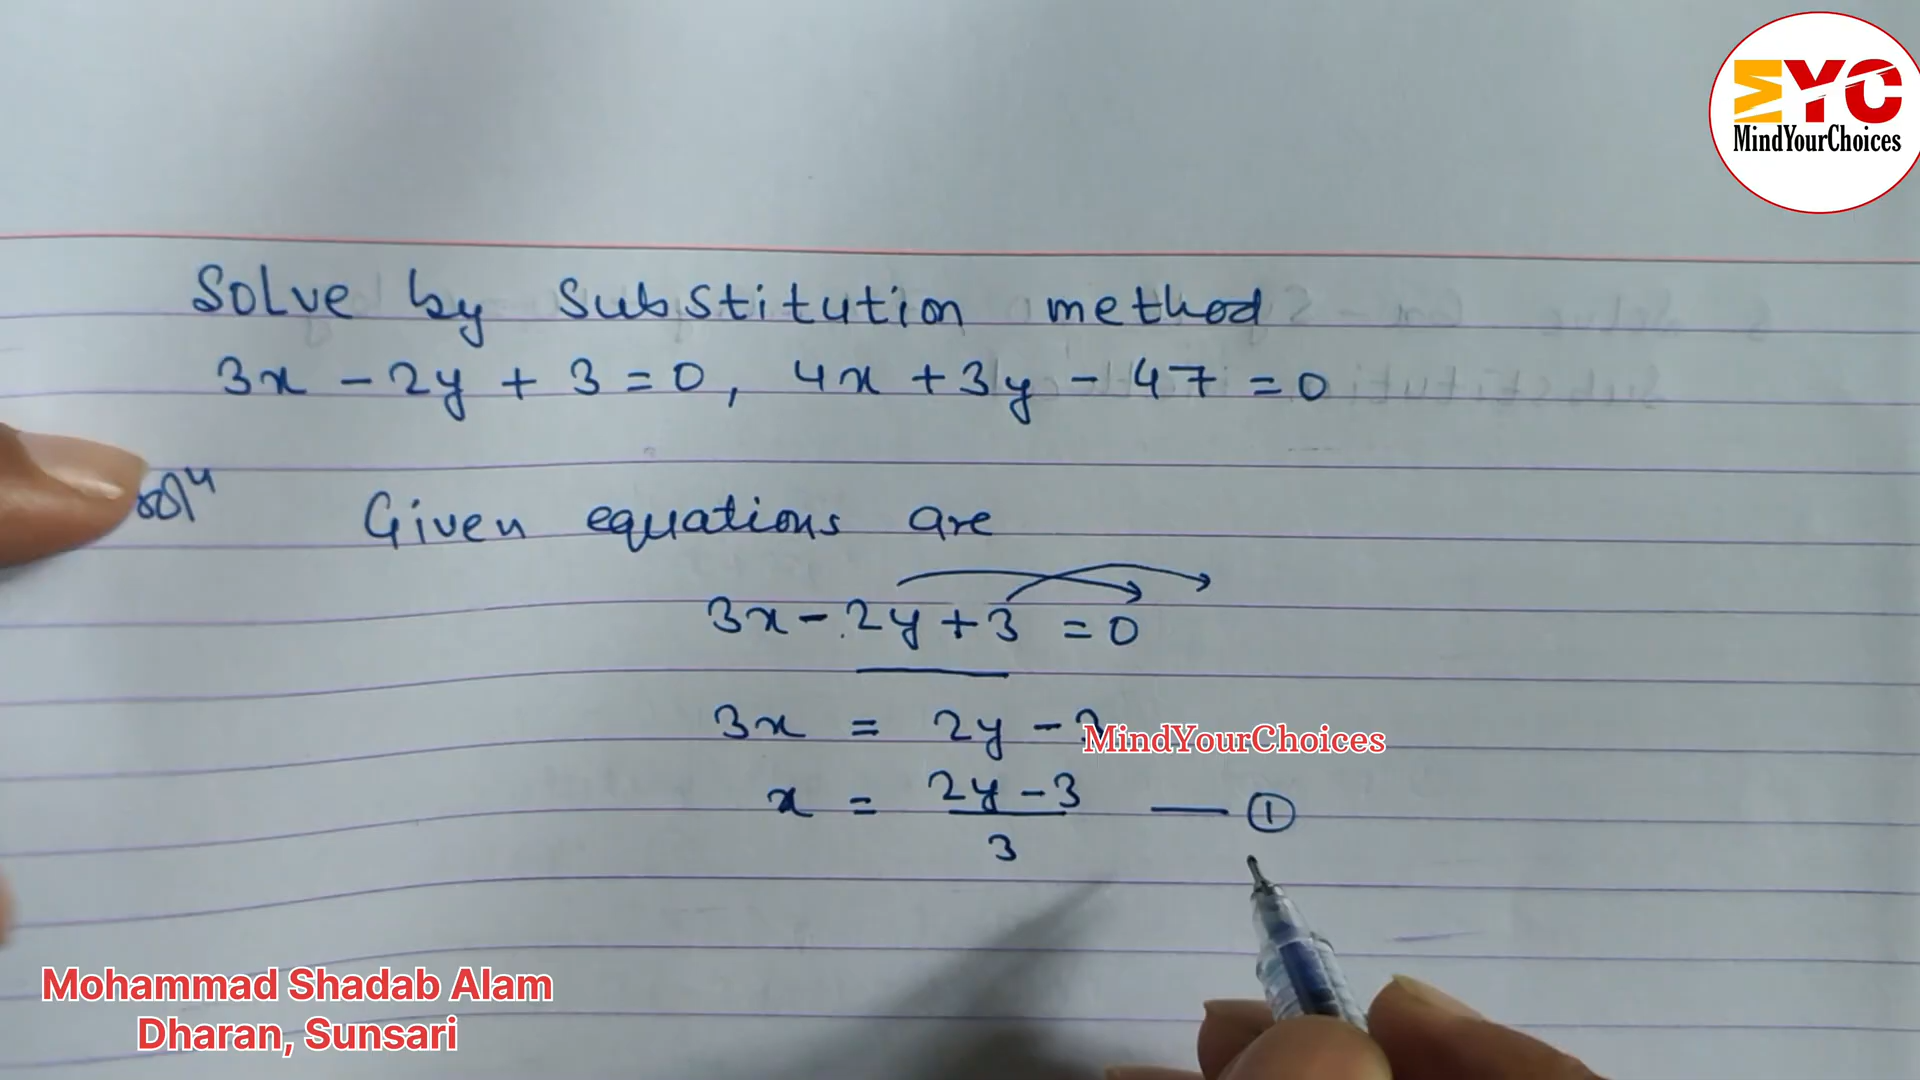 MYC
MindYourChoices
Solve by Substitution method
3x - 2y + 3 = 0, 4x + 3y - 47 = 0
Given equations are
3x - 2y + 3 = 0
3x = 2y -
MindYourChoices
x = 2y - 3 — ①
3
Mohammad Shadab Alam
Dharan, Sunsari